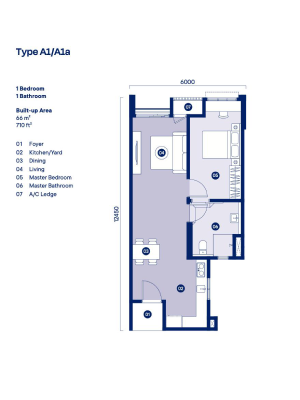 Type A1/A1a
1 Bedroom
1 Bathroom
Built-up Area
66 m²
710 ft²
01 Foyer
02 Kitchen/Yard
03 Dining
04 Living
05 Master Bedroom
06 Master Bathroom
07 A/C Ledge
6000
12450
07
04
05
06
03
02
01